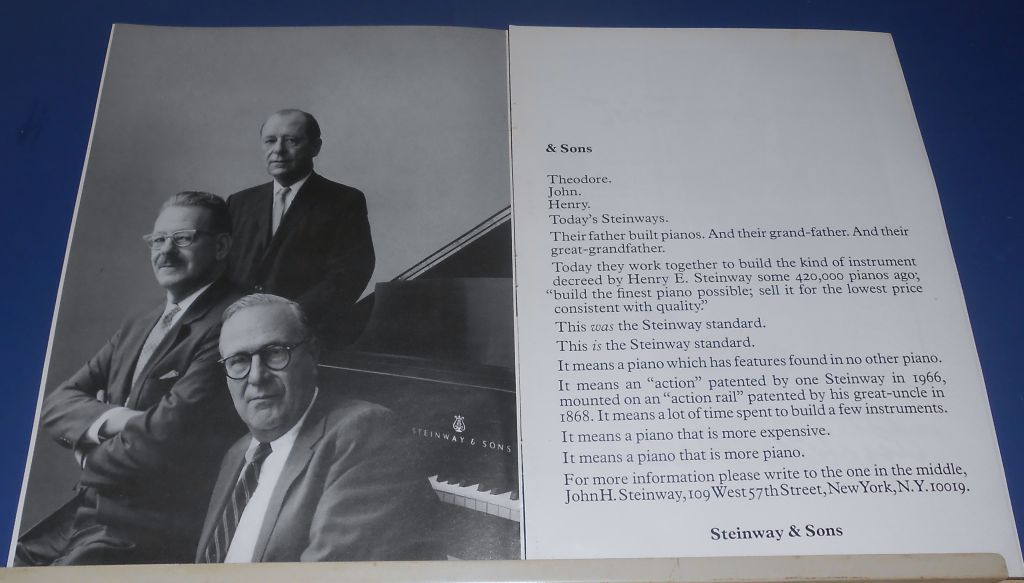 STEINWAY & SONS
& Sons
Theodore.
John.
Henry.
Today's Steinways.
Their father built pianos. And their grand-father. And their
great-grandfather.
Today they work together to build the kind of instrument
decreed by Henry E. Steinway some 420,000 pianos ago;
“build the finest piano possible; sell it for the lowest price
consistent with quality.”
This was the Steinway standard.
This is the Steinway standard.
It means a piano which has features found in no other piano.
It means an “action” patented by one Steinway in 1966,
mounted on an “action rail” patented by his great-uncle in
1868. It means a lot of time spent to build a few instruments.
It means a piano that is more expensive.
It means a piano that is more piano.
For more information please write to the one in the middle,
John H. Steinway, 109 West 57th Street, New York, N.Y. 10019.
Steinway & Sons